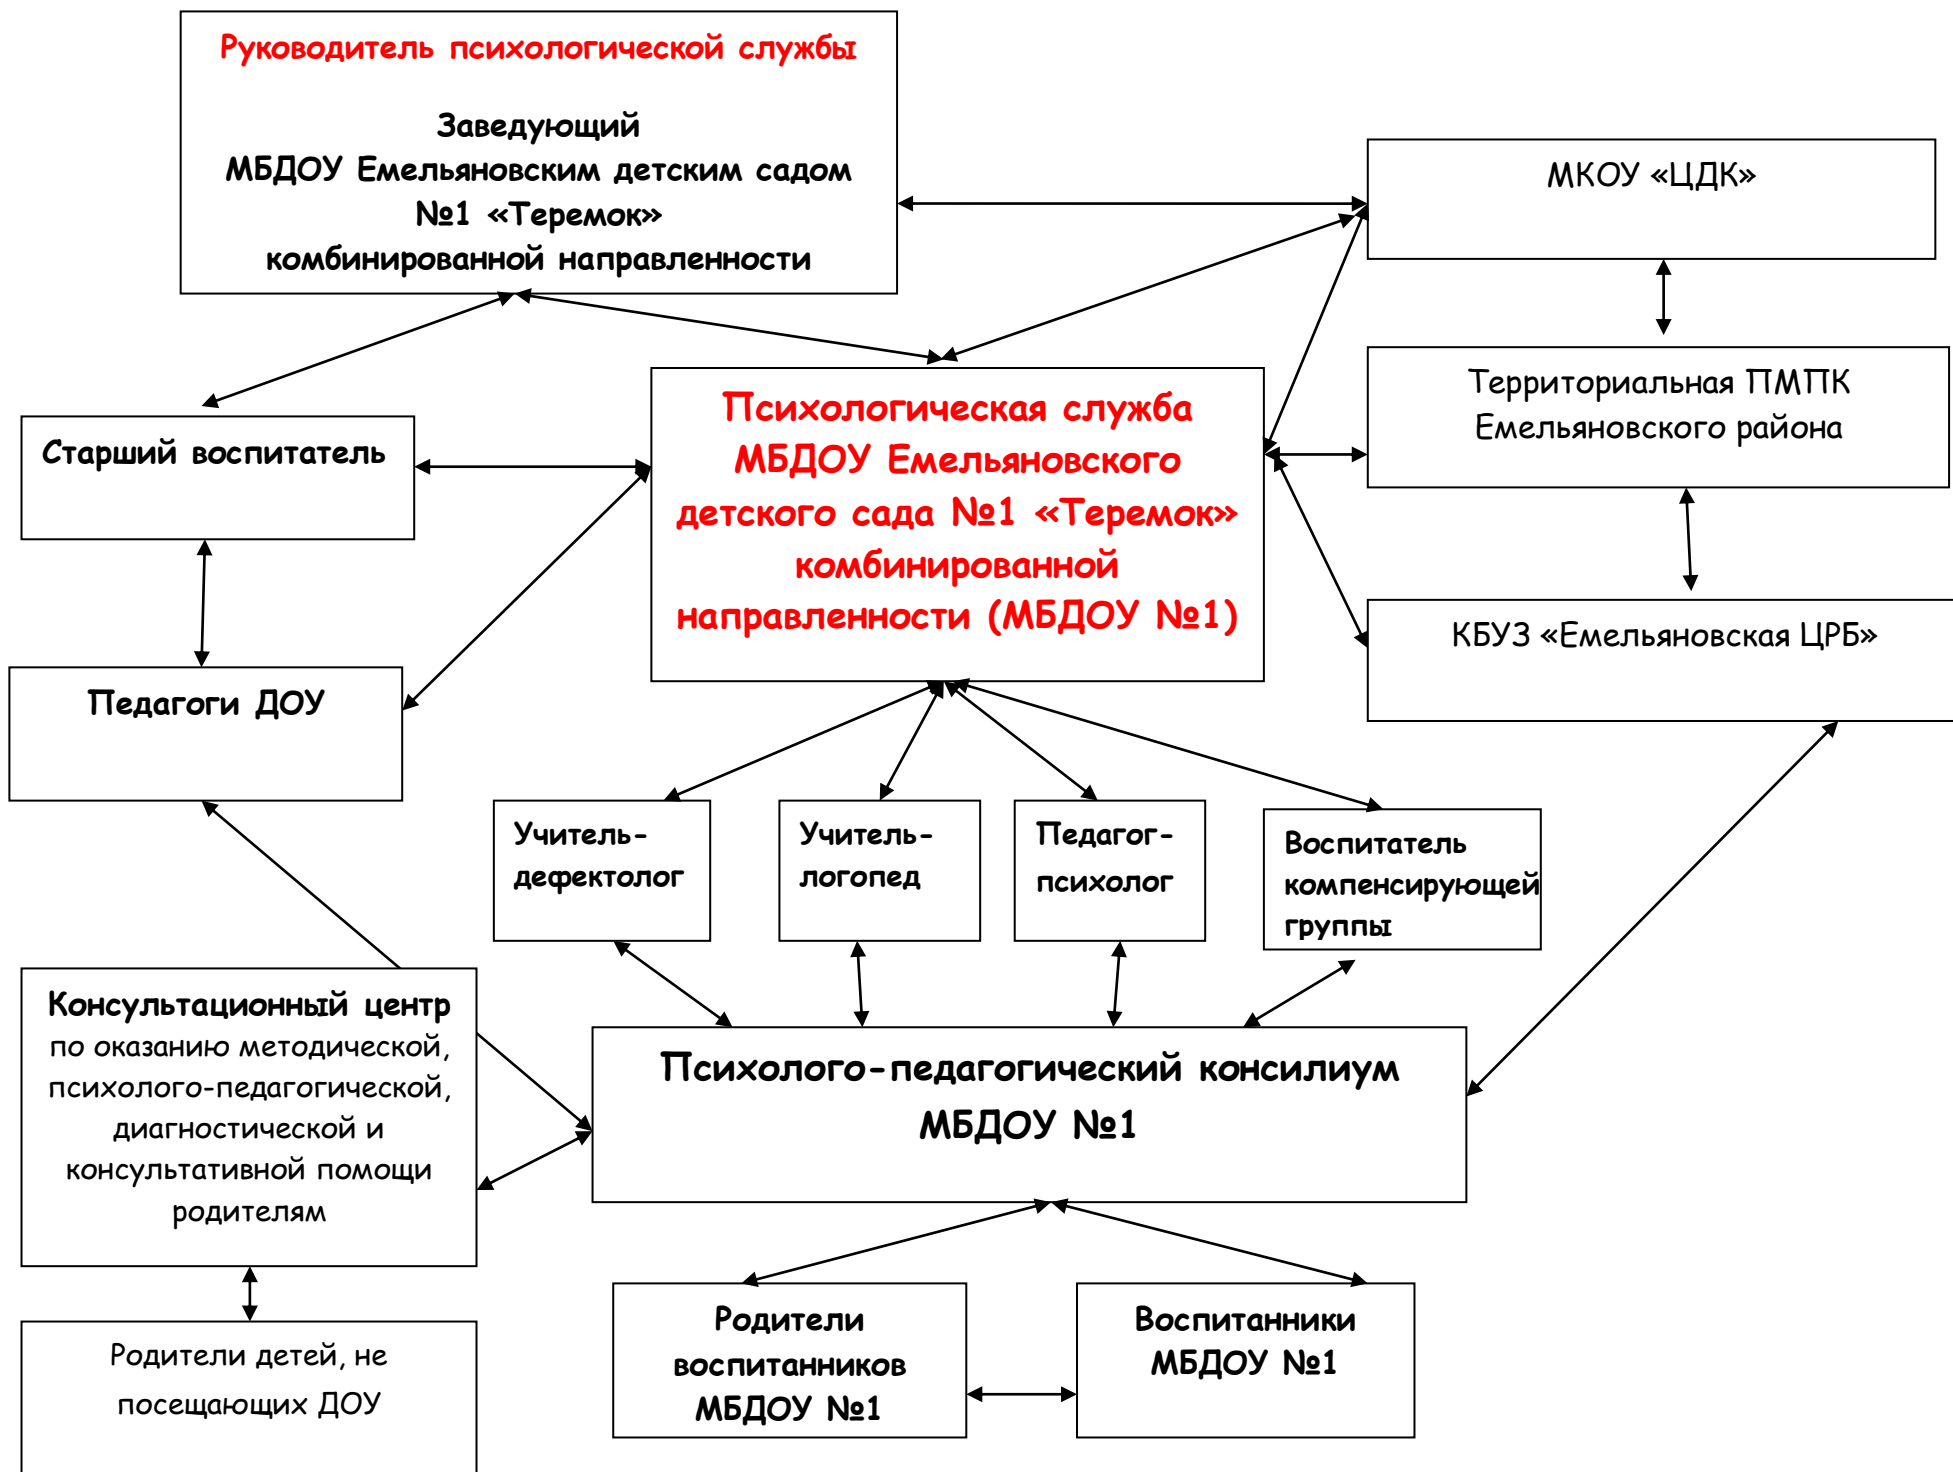 Руководитель психологической службы
Заведующий
МБДОУ Емельяновским детским садом
№1 «Теремок»
комбинированной направленности
МКОУ «ЦДК»
Территориальная ПМПК
Емельяновского района
Старший воспитатель
Психологическая служба
МБДОУ Емельяновского
детского сада №1 «Теремок»
комбинированной
направленности (МБДОУ №1)
КБУЗ «Емельяновская ЦРБ»
Педагоги ДОУ
Учитель-
дефектолог
Учитель-
логопед
Педагог-
психолог
Воспитатель
компенсирующей
группы
Консультационный центр
по оказанию методической,
психолого-педагогической,
диагностической и
консультативной помощи
родителям
Психолого-педагогический консилиум
МБДОУ №1
Родители детей, не
посещающих ДОУ
Родители
воспитанников
МБДОУ №1
Воспитанники
МБДОУ №1